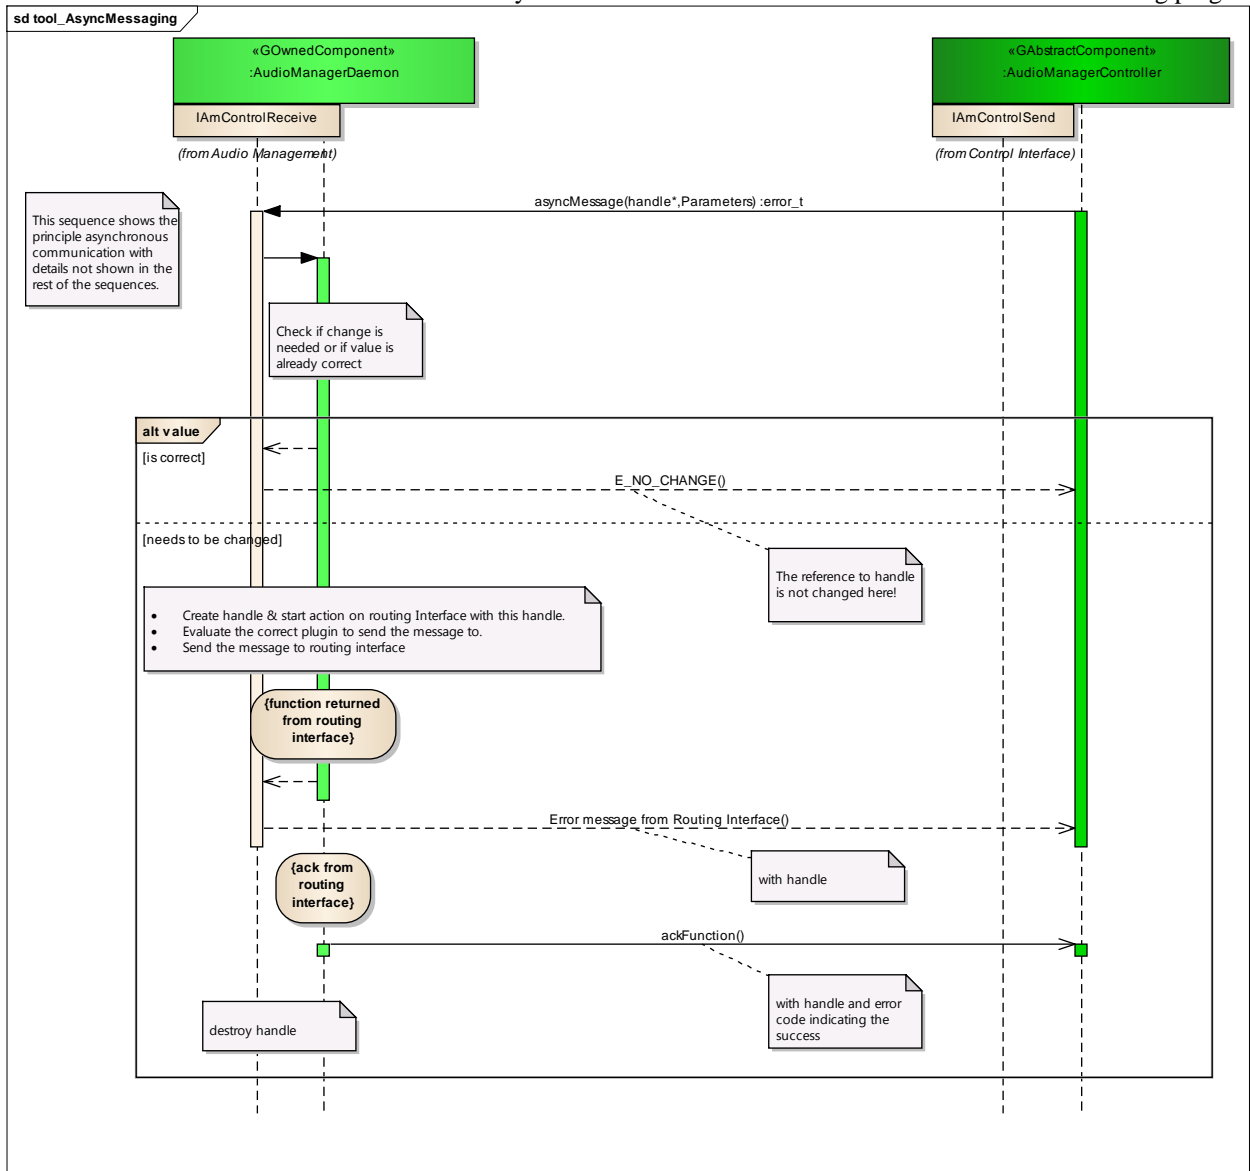 sd tool_AsyncMessaging
«GOwnedComponent»
:AudioManagerDaemon
«GAbstractComponent»
:AudioManagerController
IAmControlReceive
IAmControlSend
(from Audio Management)
(from Control Interface)
asyncMessage(handle*,Parameters) :error_t
This sequence shows the
principle asynchronous
communication with
details not shown in the
rest of the sequences.
Check if change is
needed or if value is
already correct
alt value
[is correct]
E_NO_CHANGE()
[needs to be changed]
The reference to handle
is not changed here!
• Create handle & start action on routing Interface with this handle.
• Evaluate the correct plugin to send the message to.
• Send the message to routing interface
{function returned
from routing
interface}
Error message from Routing Interface()
with handle
{ack from
routing
interface}
ackFunction()
with handle and error
code indicating the
success
destroy handle